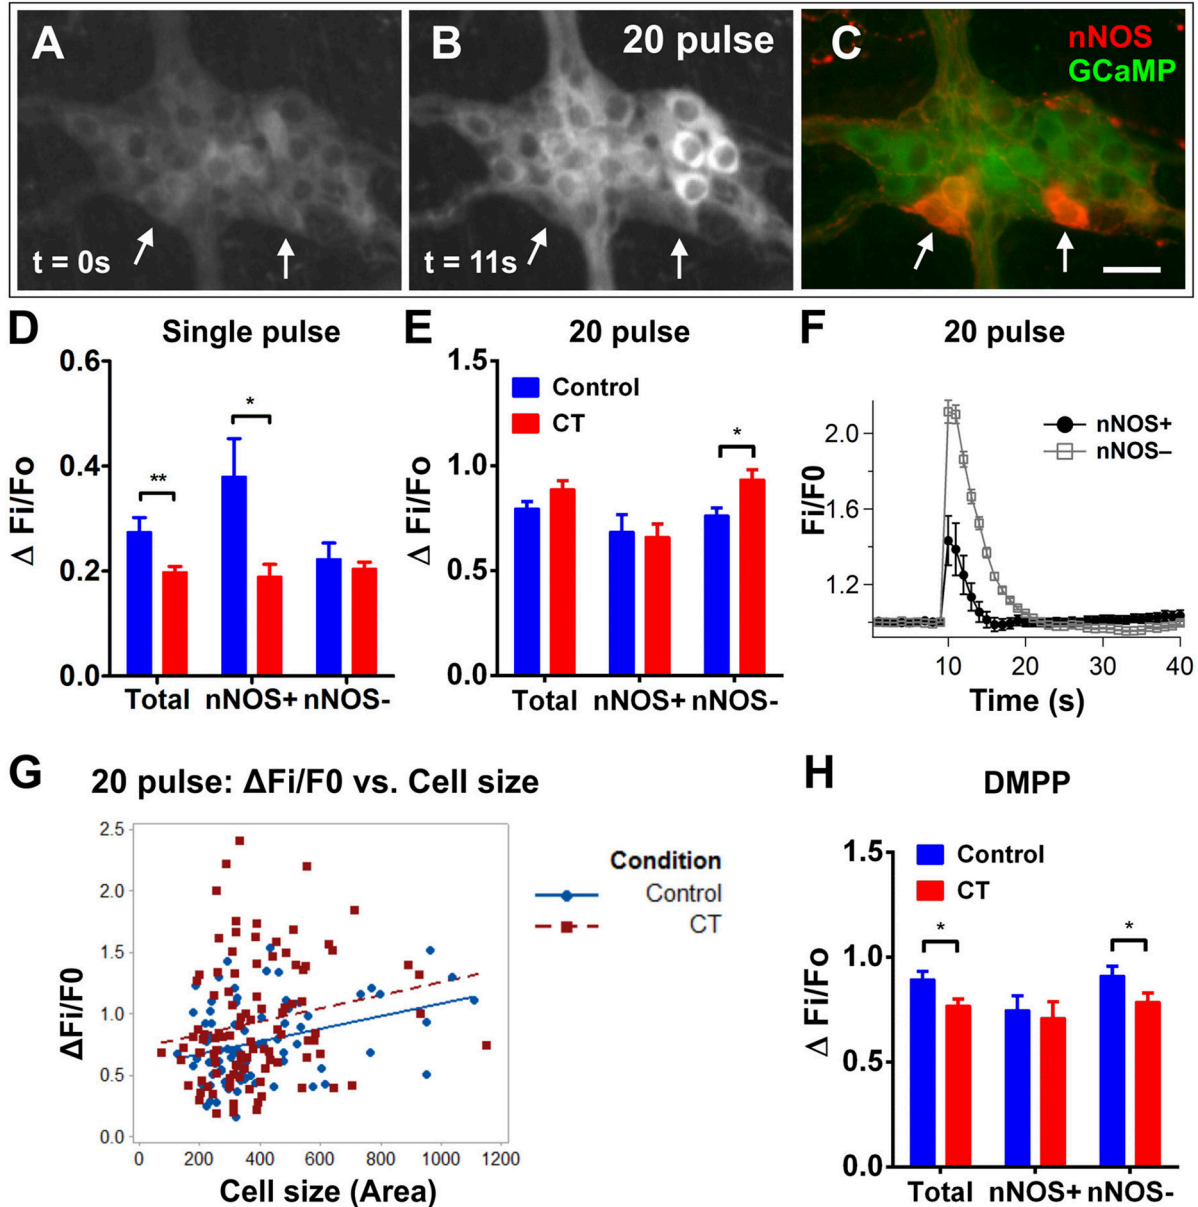 A
t = 0s
B
20 pulse
t = 11s
C
nNOS
GCaMP
D
Single pulse
Δ Fi/Fo
0.6
0.4
0.2
0.0
**
*
Total
nNOS+
nNOS-
E
20 pulse
Δ Fi/Fo
1.5
1.0
0.5
0.0
Control
CT
*
Total
nNOS+
nNOS-
F
20 pulse
Fi/F0
2.0
1.6
1.2
nNOS+
nNOS–
10
20
30
40
Time (s)
G
20 pulse: ΔFi/F0 vs. Cell size
ΔFi/F0
2.5
2.0
1.5
1.0
0.5
0.0
0
200
400
600
800
1000
1200
Cell size (Area)
Condition
Control
CT
H
DMPP
Δ Fi/Fo
1.5
1.0
0.5
0.0
Control
CT
*
*
Total
nNOS+
nNOS-